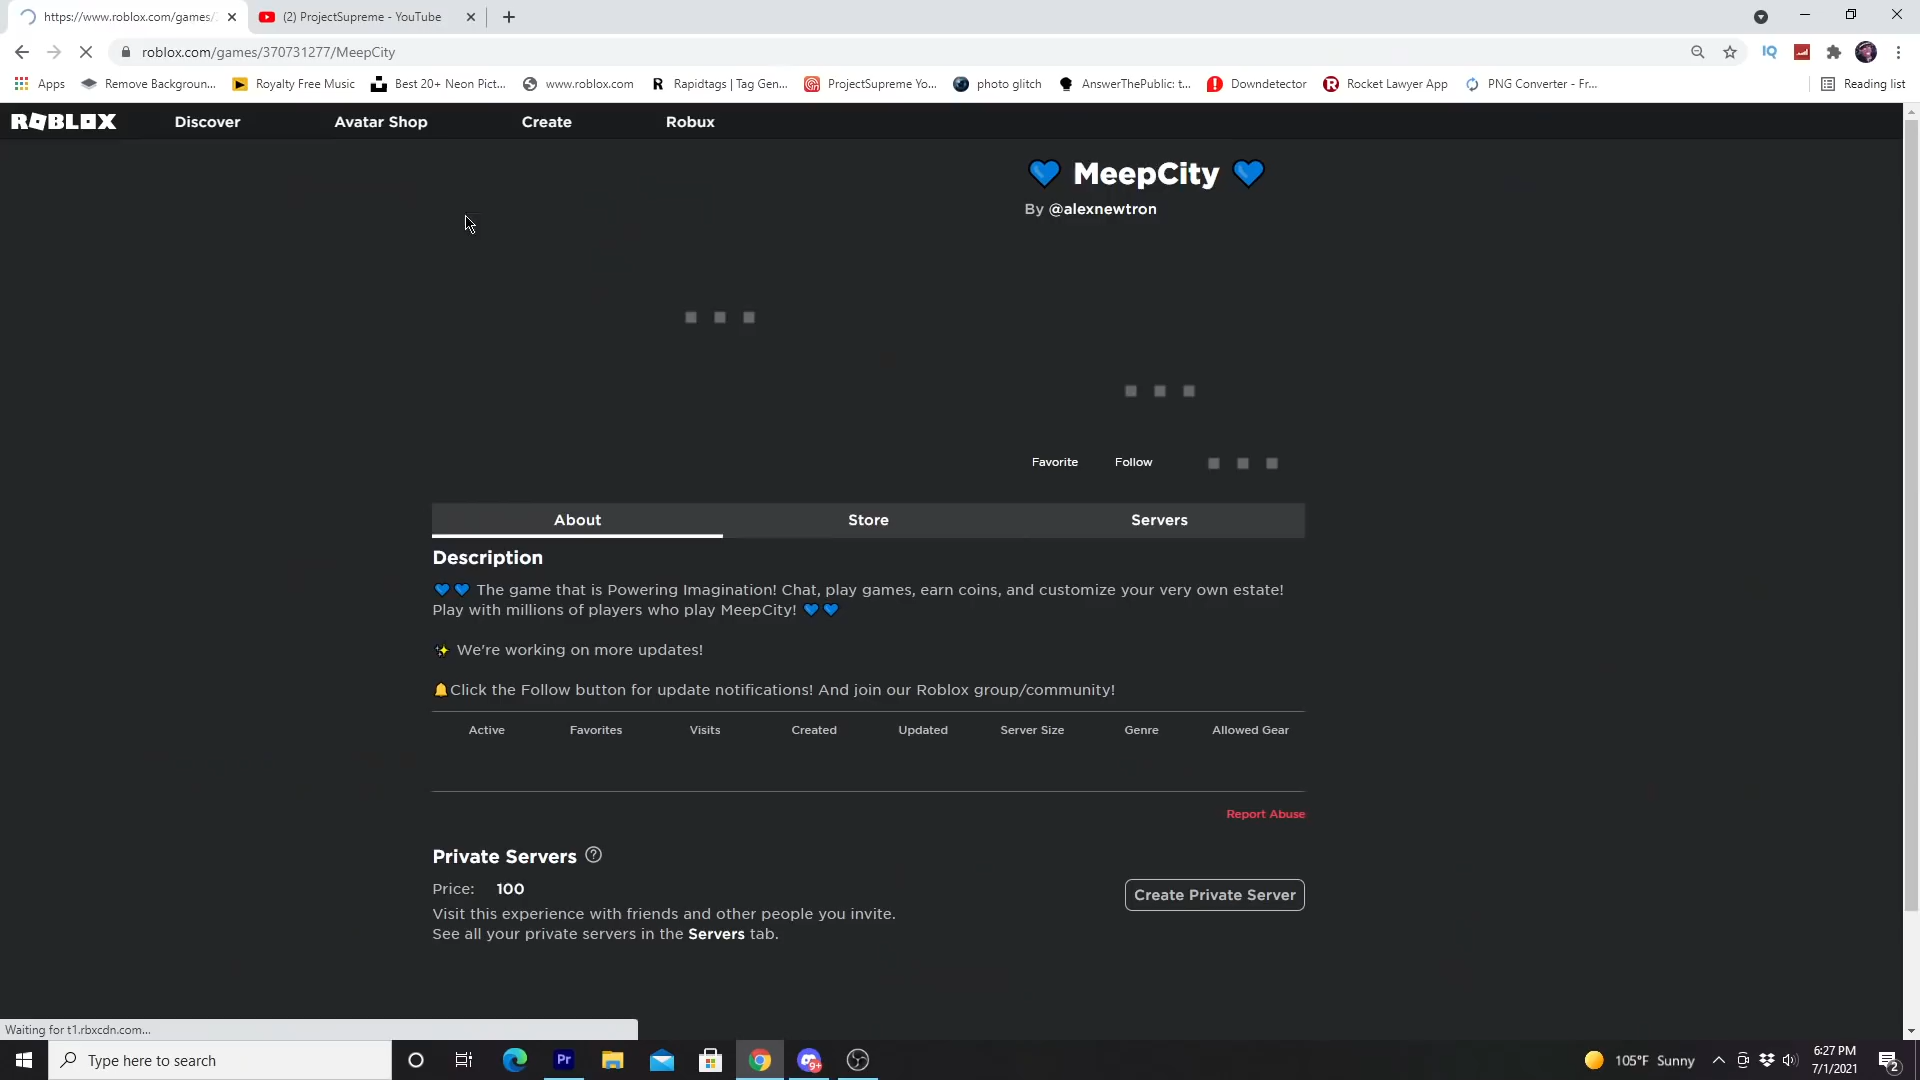 https://www.roblox.com/games/
(2) ProjectSupreme - YouTube
roblox.com/games/370731277/MeepCity
IQ
Apps
Remove Backgroun...
Royalty Free Music
Best 20+ Neon Pict...
www.roblox.com
R
Rapidtags | Tag Gen...
ProjectSupreme Yo...
photo glitch
AnswerThePublic: t...
Downdetector
Rocket Lawyer App
PNG Converter - Fr...
Reading list
ROBLOX
Discover
Avatar Shop
Create
Robux
💙 MeepCity 💙
By @alexnewtron
Favorite
Follow
About
Store
Servers
Description
💙💙 The game that is Powering Imagination! Chat, play games, earn coins, and customize your very own estate!
Play with millions of players who play MeepCity! 💙💙
✨ We're working on more updates!
🔔Click the Follow button for update notifications! And join our Roblox group/community!
Active
Favorites
Visits
Created
Updated
Server Size
Genre
Allowed Gear
Report Abuse
Private Servers
Price: 100
Visit this experience with friends and other people you invite.
See all your private servers in the Servers tab.
Create Private Server
Waiting for t1.rbxcdn.com...
Type here to search
Pr
9+
105°F Sunny
6:27 PM
7/1/2021
2